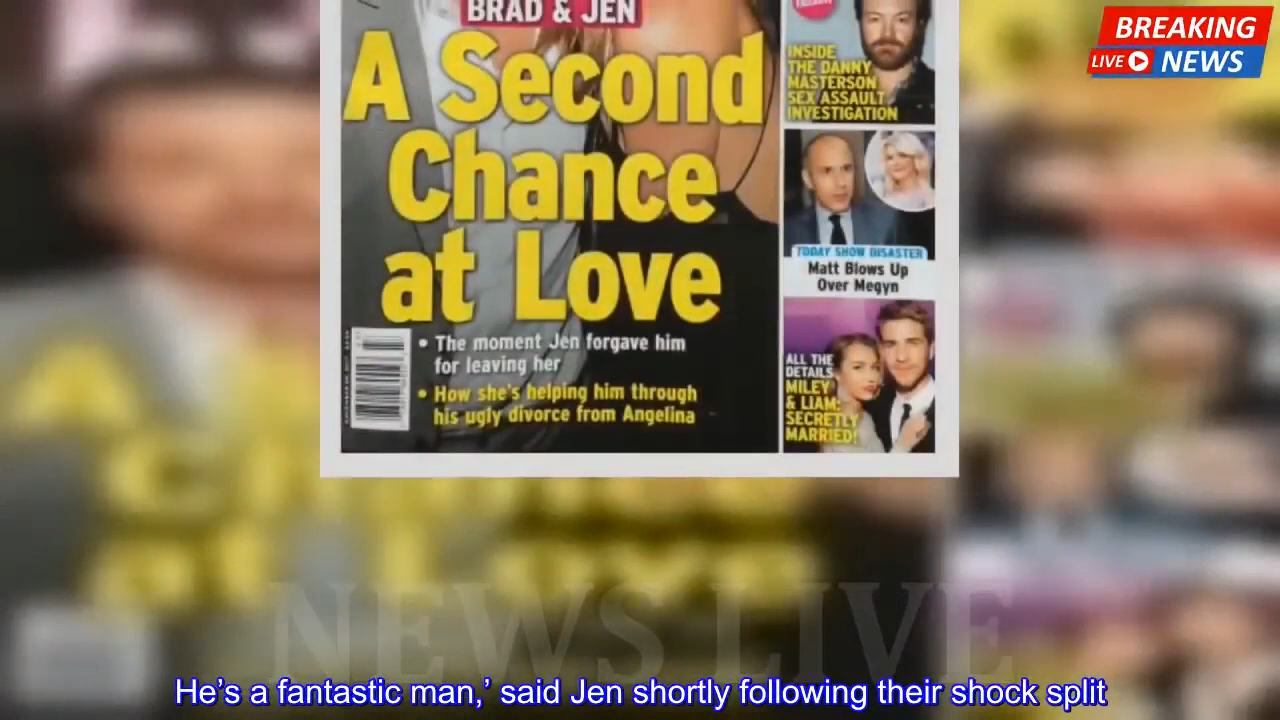 BRAD & JEN
A Second
Chance
at Love
• The moment Jen forgave him
for leaving her
• How she's helping him through
his ugly divorce from Angelina
INSIDE
THE DANNY
MASTERSON
SEX ASSAULT
INVESTIGATION
TODAY SHOW DISASTER
Matt Blows Up
Over Megyn
ALL THE
DETAILS
MILEY
& LIAM:
SECRETLY
MARRIED!
BREAKING
LIVE NEWS
NEWS LIVE
He’s a fantastic man,’ said Jen shortly following their shock split